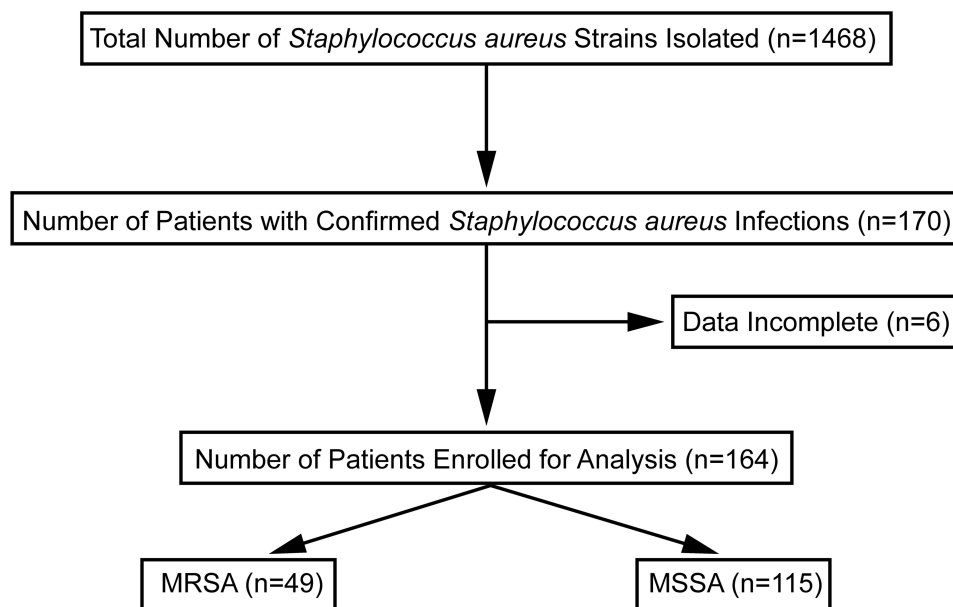 Total Number of Staphylococcus aureus Strains Isolated (n=1468)
Number of Patients with Confirmed Staphylococcus aureus Infections (n=170)
Data Incomplete (n=6)
Number of Patients Enrolled for Analysis (n=164)
MRSA (n=49)
MSSA (n=115)